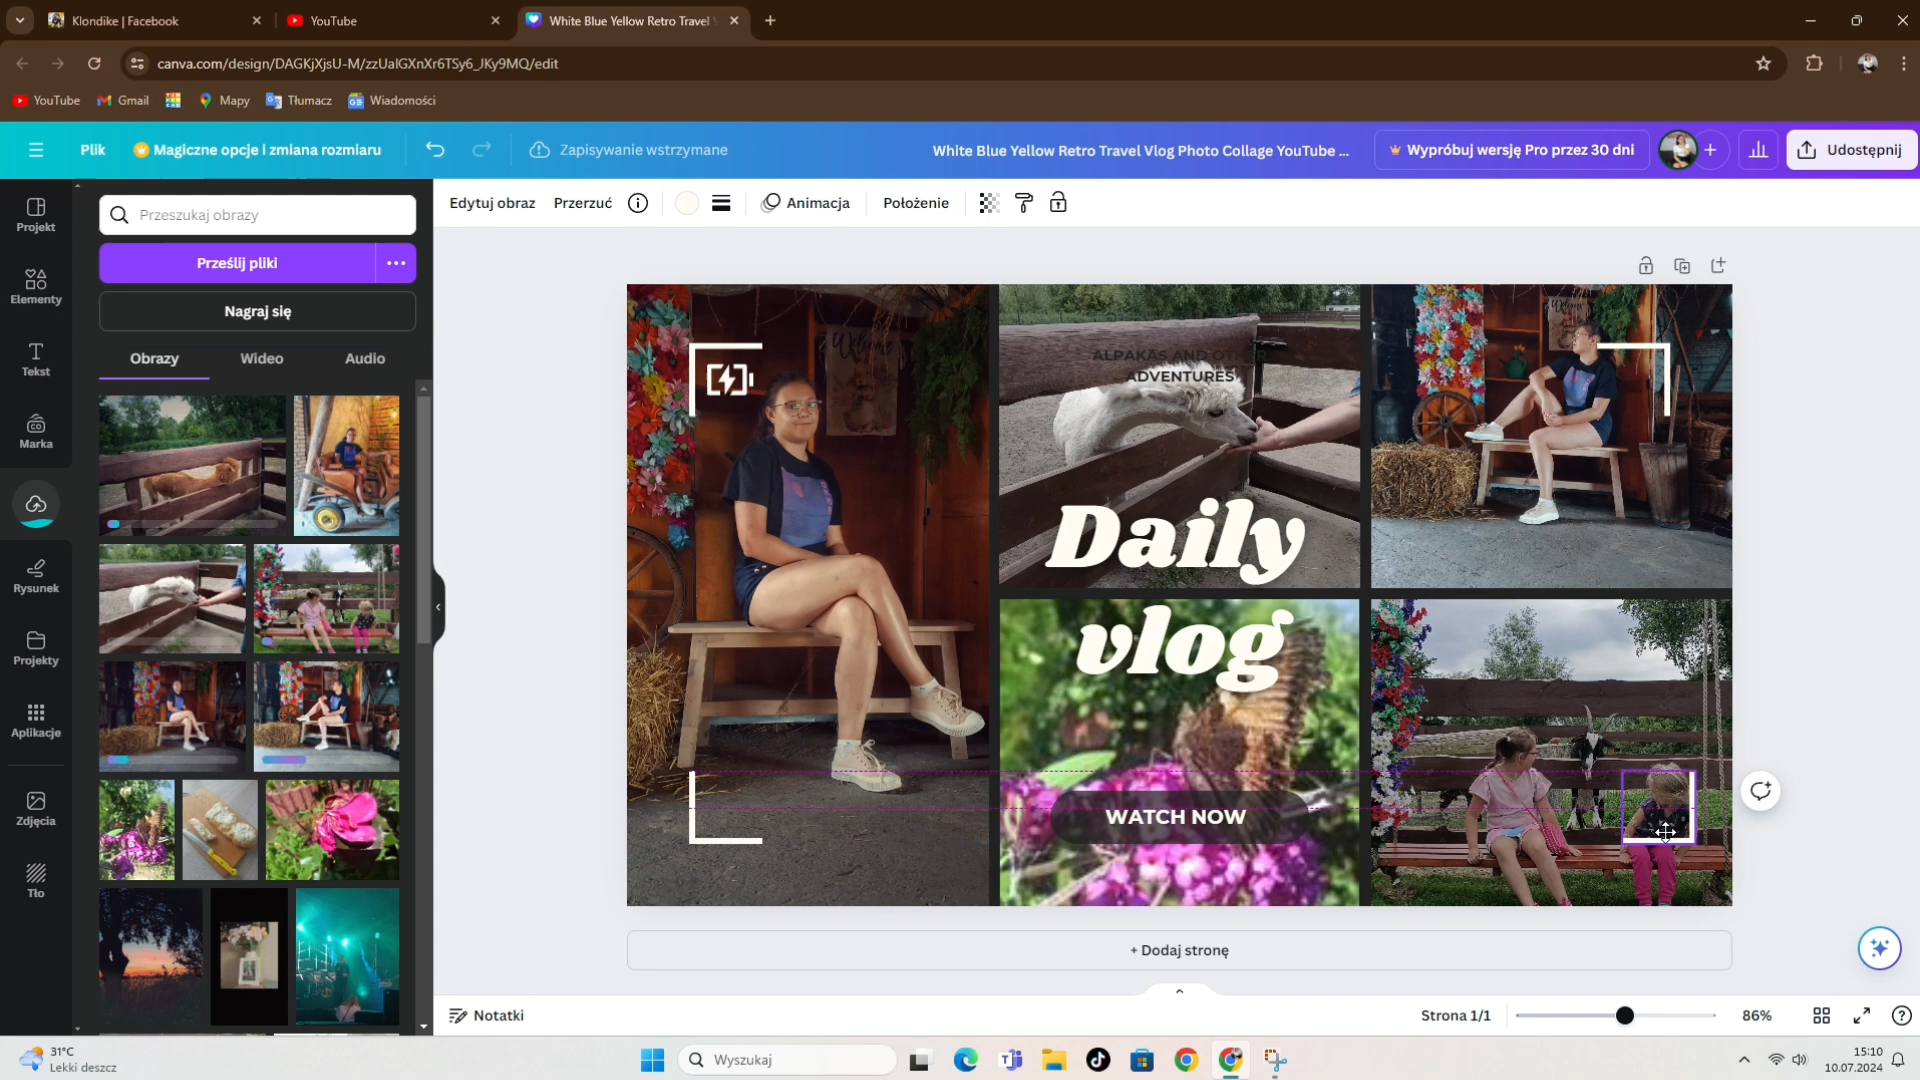 Klondike | Facebook
YouTube
White Blue Yellow Retro Travel
canva.com/design/DAGKjXjsU-M/zzUalGXnXr6TSy6_JKy9MQ/edit
YouTube
Gmail
Mapy
Tłumacz
Wiadomości
Plik
Magiczne opcje i zmiana rozmiaru
Zapisywanie wstrzymane
White Blue Yellow Retro Travel Vlog Photo Collage YouTube ...
Wypróbuj wersję Pro przez 30 dni
Udostępnij
Projekt
Elementy
Tekst
Marka
Rysunek
Projekty
Aplikacje
Zdjęcia
Tło
Przeszukaj obrazy
Prześlij pliki
Nagraj się
Obrazy
Wideo
Audio
Edytuj obraz
Przerzuć
Animacja
Położenie
Welcome
ALPAKAS AND OTHER
ADVENTURES
Daily
vlog
WATCH NOW
+ Dodaj stronę
Notatki
Strona 1/1
86%
31°C
Lekki deszcz
Wyszukaj
15:10
10.07.2024